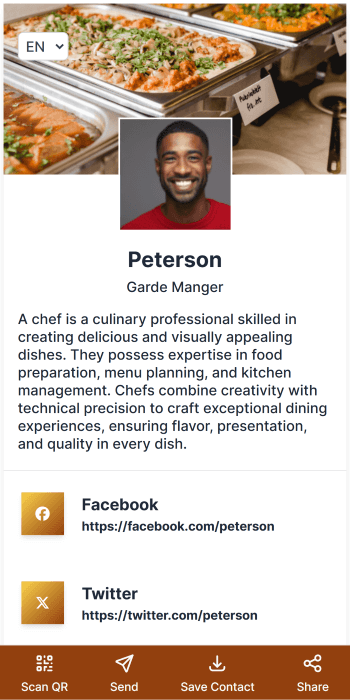 EN
Peterson
Garde Manger
A chef is a culinary professional skilled in
creating delicious and visually appealing
dishes. They possess expertise in food
preparation, menu planning, and kitchen
management. Chefs combine creativity with
technical precision to craft exceptional dining
experiences, ensuring flavor, presentation,
and quality in every dish.
Facebook
https://facebook.com/peterson
Twitter
https://twitter.com/peterson
Scan QR
Send
Save Contact
Share